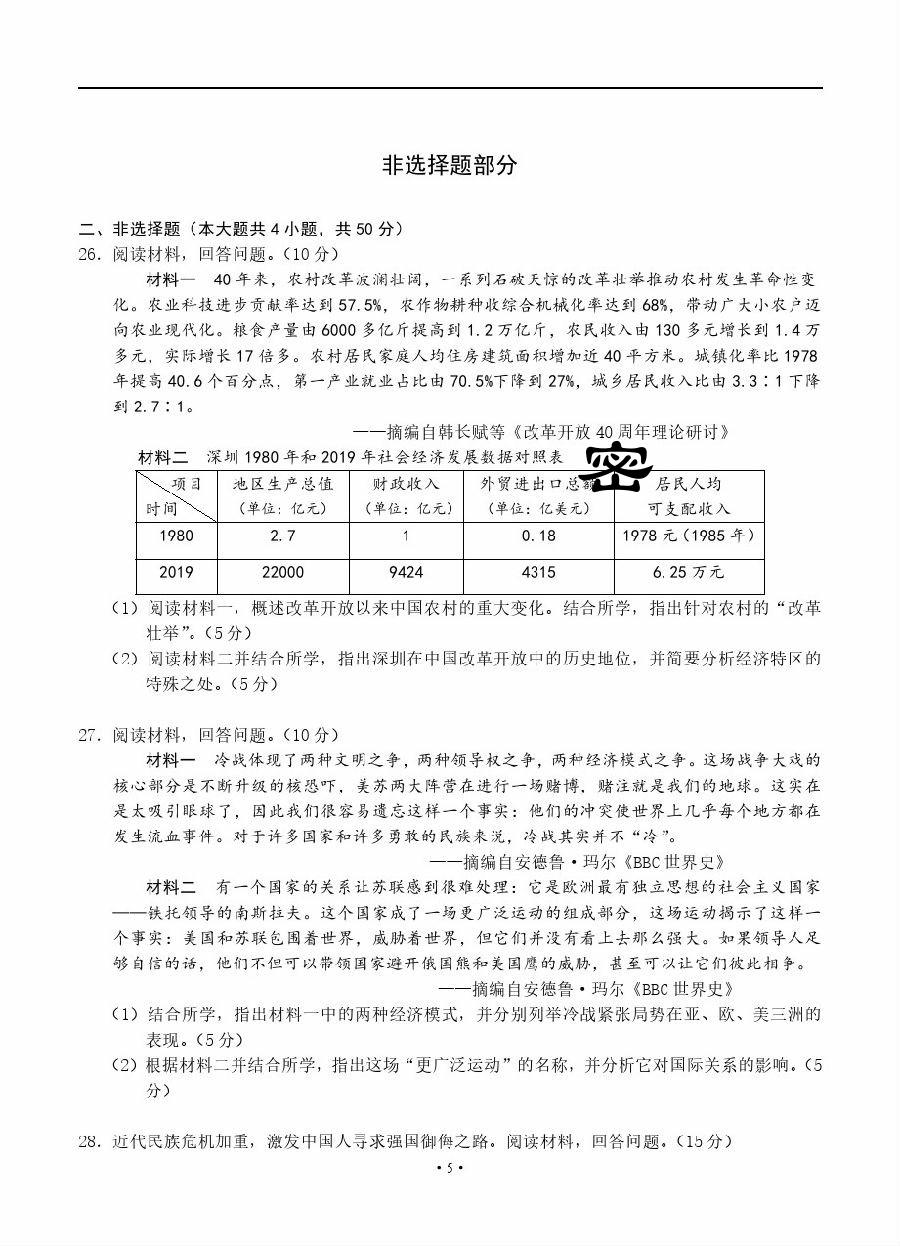 非选择题部分
二、非选择题（本大题共 4 小题，共 50 分）
26．阅读材料，回答问题。（10 分）
材料一　40 年来，农村改革波澜壮阔，一系列石破天惊的改革壮举推动农村发生革命性变
化。农业科技进步贡献率达到 57.5%，农作物耕种收综合机械化率达到 68%，带动广大小农户迈
向农业现代化。粮食产量由 6000 多亿斤提高到 1.2 万亿斤，农民收入由 130 多元增长到 1.4 万
多元，实际增长 17 倍多。农村居民家庭人均住房建筑面积增加近 40 平方米。城镇化率比 1978
年提高 40.6 个百分点，第一产业就业占比由 70.5%下降到 27%，城乡居民收入比由 3.3∶1 下降
到 2.7∶1。
——摘编自韩长赋等《改革开放 40 周年理论研讨》
材料二　深圳 1980 年和 2019 年社会经济发展数据对照表
密
项目 地区生产总值 财政收入 外贸进出口总额 居民人均
时间 （单位：亿元） （单位：亿元） （单位：亿美元） 可支配收入
1980 2.7 1 0.18 1978 元（1985 年）
2019 22000 9424 4315 6.25 万元
（1）阅读材料一，概述改革开放以来中国农村的重大变化。结合所学，指出针对农村的“改革
壮举”。（5 分）
（2）阅读材料二并结合所学，指出深圳在中国改革开放中的历史地位，并简要分析经济特区的
特殊之处。（5 分）
27．阅读材料，回答问题。（10 分）
材料一　冷战体现了两种文明之争，两种领导权之争，两种经济模式之争。这场战争大戏的
核心部分是不断升级的核恐吓，美苏两大阵营在进行一场赌博，赌注就是我们的地球。这实在
是太吸引眼球了，因此我们很容易遗忘这样一个事实：他们的冲突使世界上几乎每个地方都在
发生流血事件。对于许多国家和许多勇敢的民族来说，冷战其实并不“冷”。
——摘编自安德鲁·玛尔《BBC 世界史》
材料二　有一个国家的关系让苏联感到很难处理：它是欧洲最有独立思想的社会主义国家
——铁托领导的南斯拉夫。这个国家成了一场更广泛运动的组成部分，这场运动揭示了这样一
个事实：美国和苏联包围着世界，威胁着世界，但它们并没有看上去那么强大。如果领导人足
够自信的话，他们不但可以带领国家避开俄国熊和美国鹰的威胁，甚至可以让它们彼此相争。
——摘编自安德鲁·玛尔《BBC 世界史》
（1）结合所学，指出材料一中的两种经济模式，并分别列举冷战紧张局势在亚、欧、美三洲的
表现。（5 分）
（2）根据材料二并结合所学，指出这场“更广泛运动”的名称，并分析它对国际关系的影响。（5
分）
28．近代民族危机加重，激发中国人寻求强国御侮之路。阅读材料，回答问题。（15 分）
· 5 ·